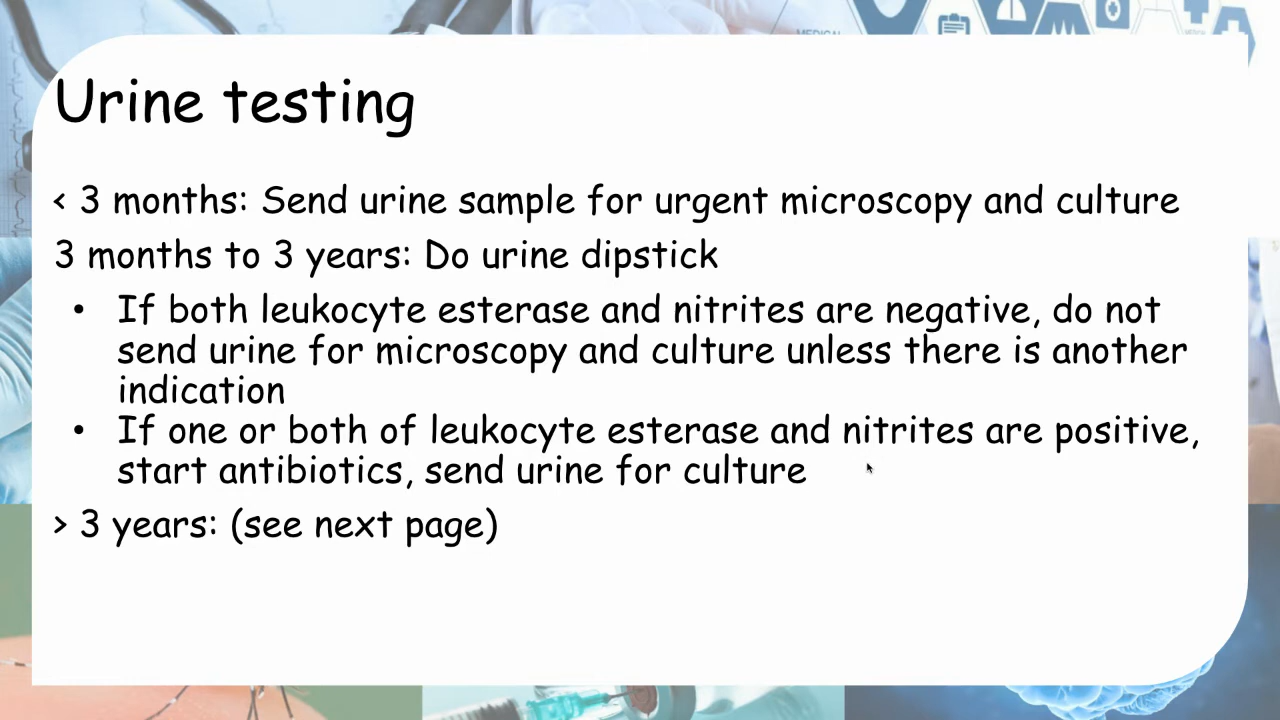 MEDICAL
Urine testing
< 3 months: Send urine sample for urgent microscopy and culture
3 months to 3 years: Do urine dipstick
• If both leukocyte esterase and nitrites are negative, do not
send urine for microscopy and culture unless there is another
indication
• If one or both of leukocyte esterase and nitrites are positive,
start antibiotics, send urine for culture
> 3 years: (see next page)